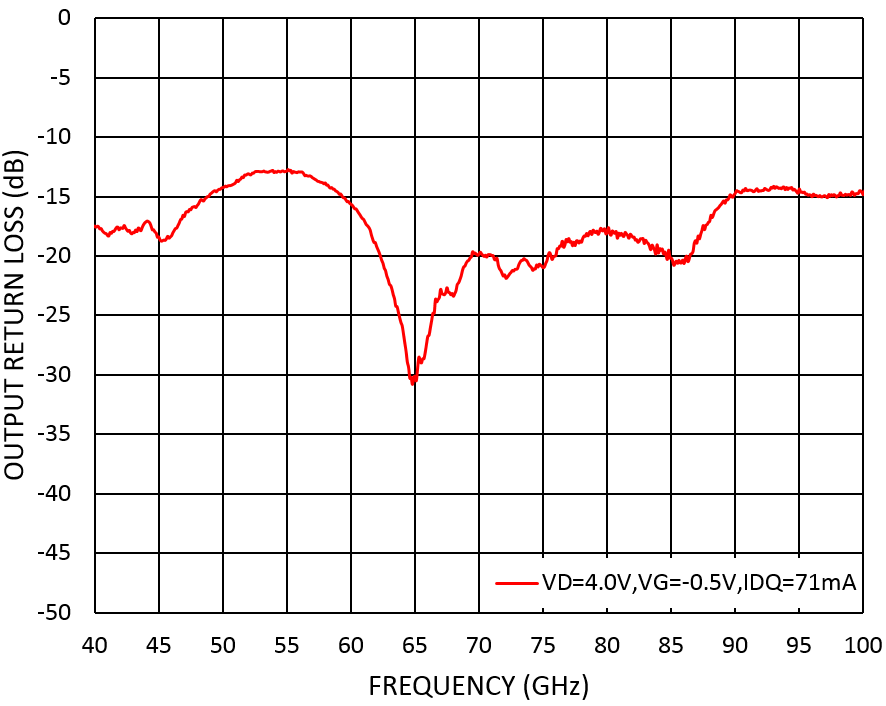 0
-5
-10
-15
-20
-25
-30
-35
-40
-45
-50
OUTPUT RETURN LOSS (dB)
VD=4.0V,VG=-0.5V,IDQ=71mA
40 45 50 55 60 65 70 75 80 85 90 95 100
FREQUENCY (GHz)